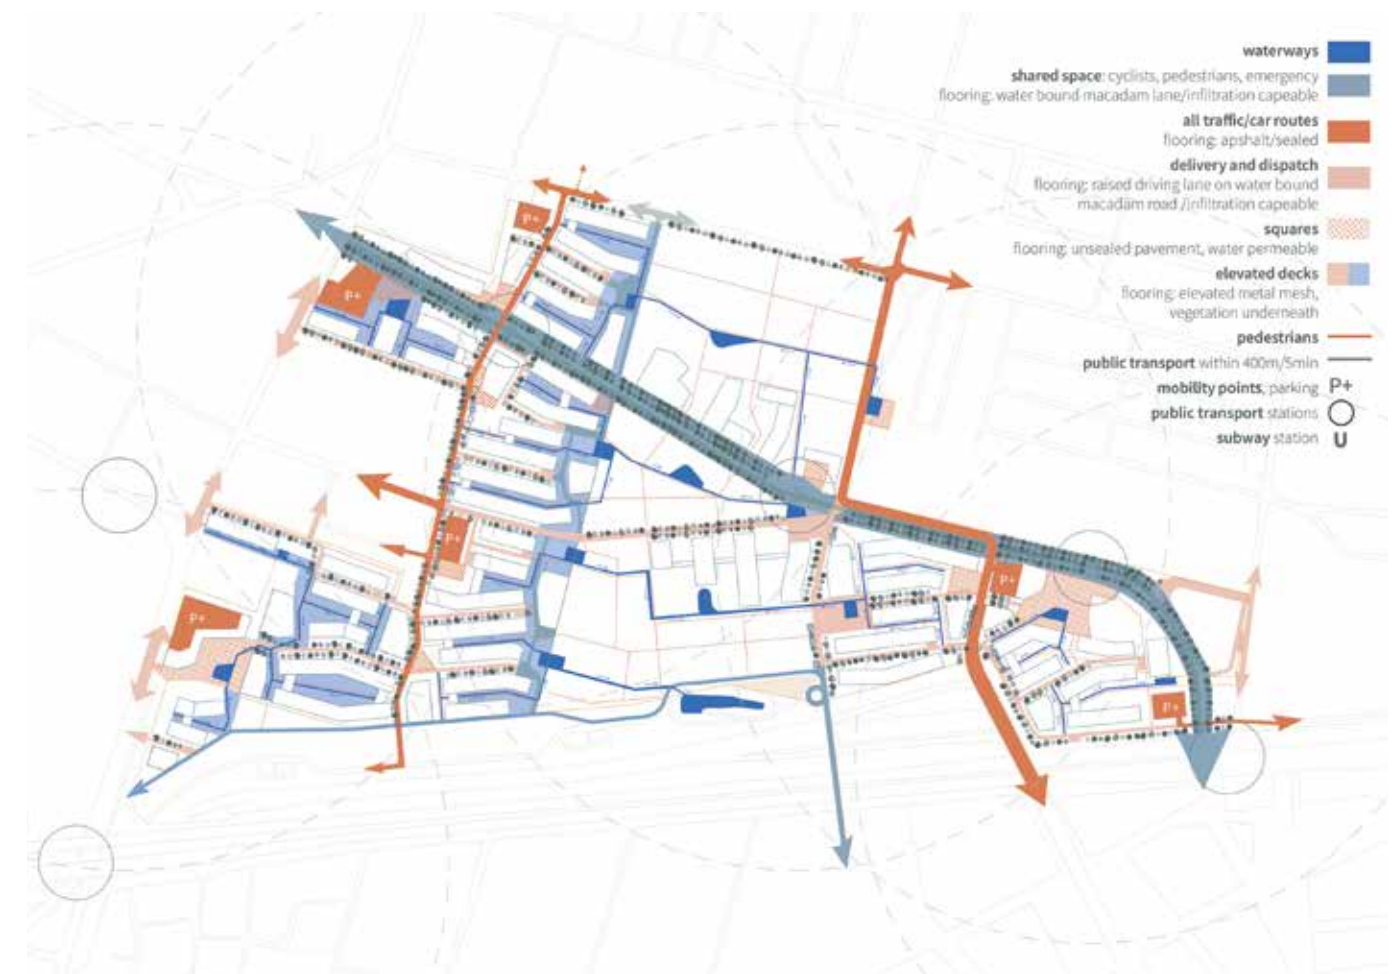 waterways
shared space: cyclists, pedestrians, emergency
flooring: water bound macadam lane/infiltration capeable
all traffic/car routes
flooring: apshalt/sealed
delivery and dispatch
flooring: raised driving lane on water bound
macadam road /infiltration capeable
squares
flooring: unsealed pavement, water permeable
elevated decks
flooring: elevated metal mesh,
vegetation underneath
pedestrians
public transport within 400m/5min
mobility points, parking P+
public transport stations
subway station U
P+
P+
P+
P+
P+
P+